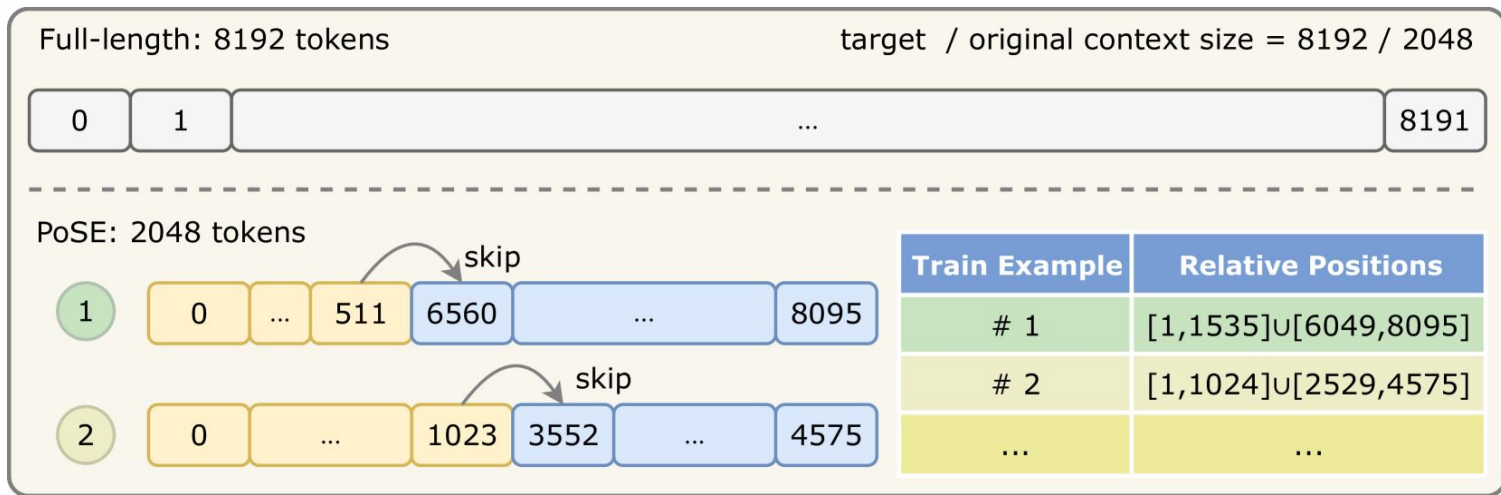 Full-length: 8192 tokens
target / original context size = 8192 / 2048
0 1 ... 8191
PoSE: 2048 tokens
skip
1 0 ... 511 6560 ... 8095
skip
2 0 ... 1023 3552 ... 4575
Train Example Relative Positions
# 1 [1,1535]∪[6049,8095]
# 2 [1,1024]∪[2529,4575]
... ...